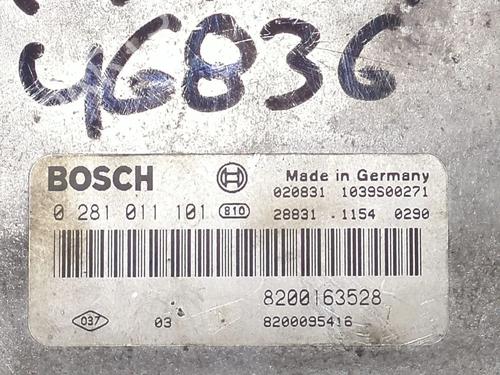 46836
BOSCH
Made in Germany
020831 1039S00271
0 281 011 101 810
28831 .1154 0290
8200163528
037 03 8200095416